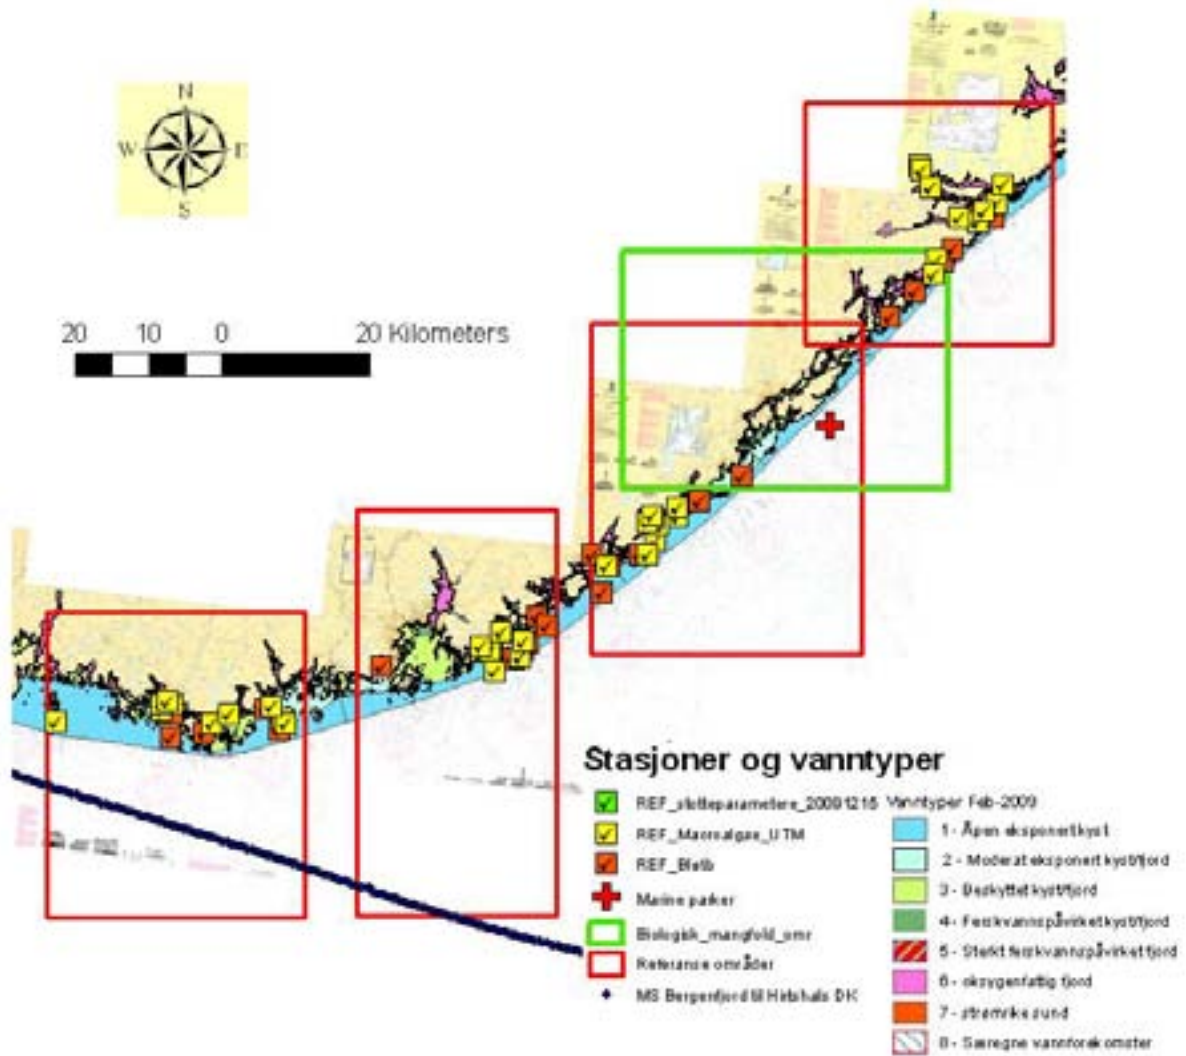 N
W E
S
20 10 0 20 Kilometers
Stasjoner og vanntyper
REF_støtteparametere_20091215
REF_Macroalgae_UTM
REF_Bløtb
Marine parker
Biologisk_mangfold_omr
Referanse områder
MS Bergensfjord til Hirtshals DK
Vanntyper Feb-2009
1 - Åpen eksponert kyst
2 - Moderat eksponert kyst/fjord
3 - Beskyttet kyst/fjord
4 - Ferskvannspåvirket kyst/fjord
5 - Sterkt ferskvannspåvirket fjord
6 - oksygenfattig fjord
7 - strømrike sund
8 - Særegne vannforekomster